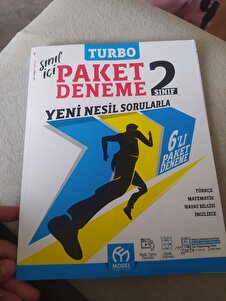 TURBO
sınıf içi
PAKET
DENEME 2
SINIF
YENİ NESİL SORULARLA
6'LI
PAKET
DENEME
TÜRKÇE
MATEMATİK
HAYAT BİLGİSİ
İNGİLİZCE
MODEL